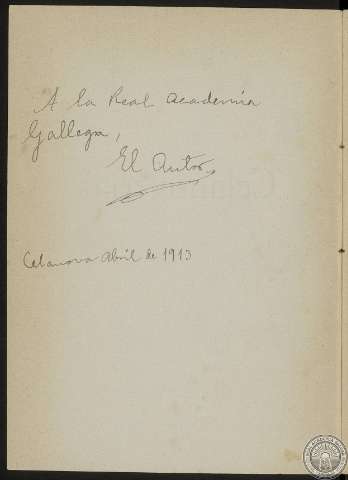 A la Real Academia
Gallega,
El Autor
Celanova Abril de 1913